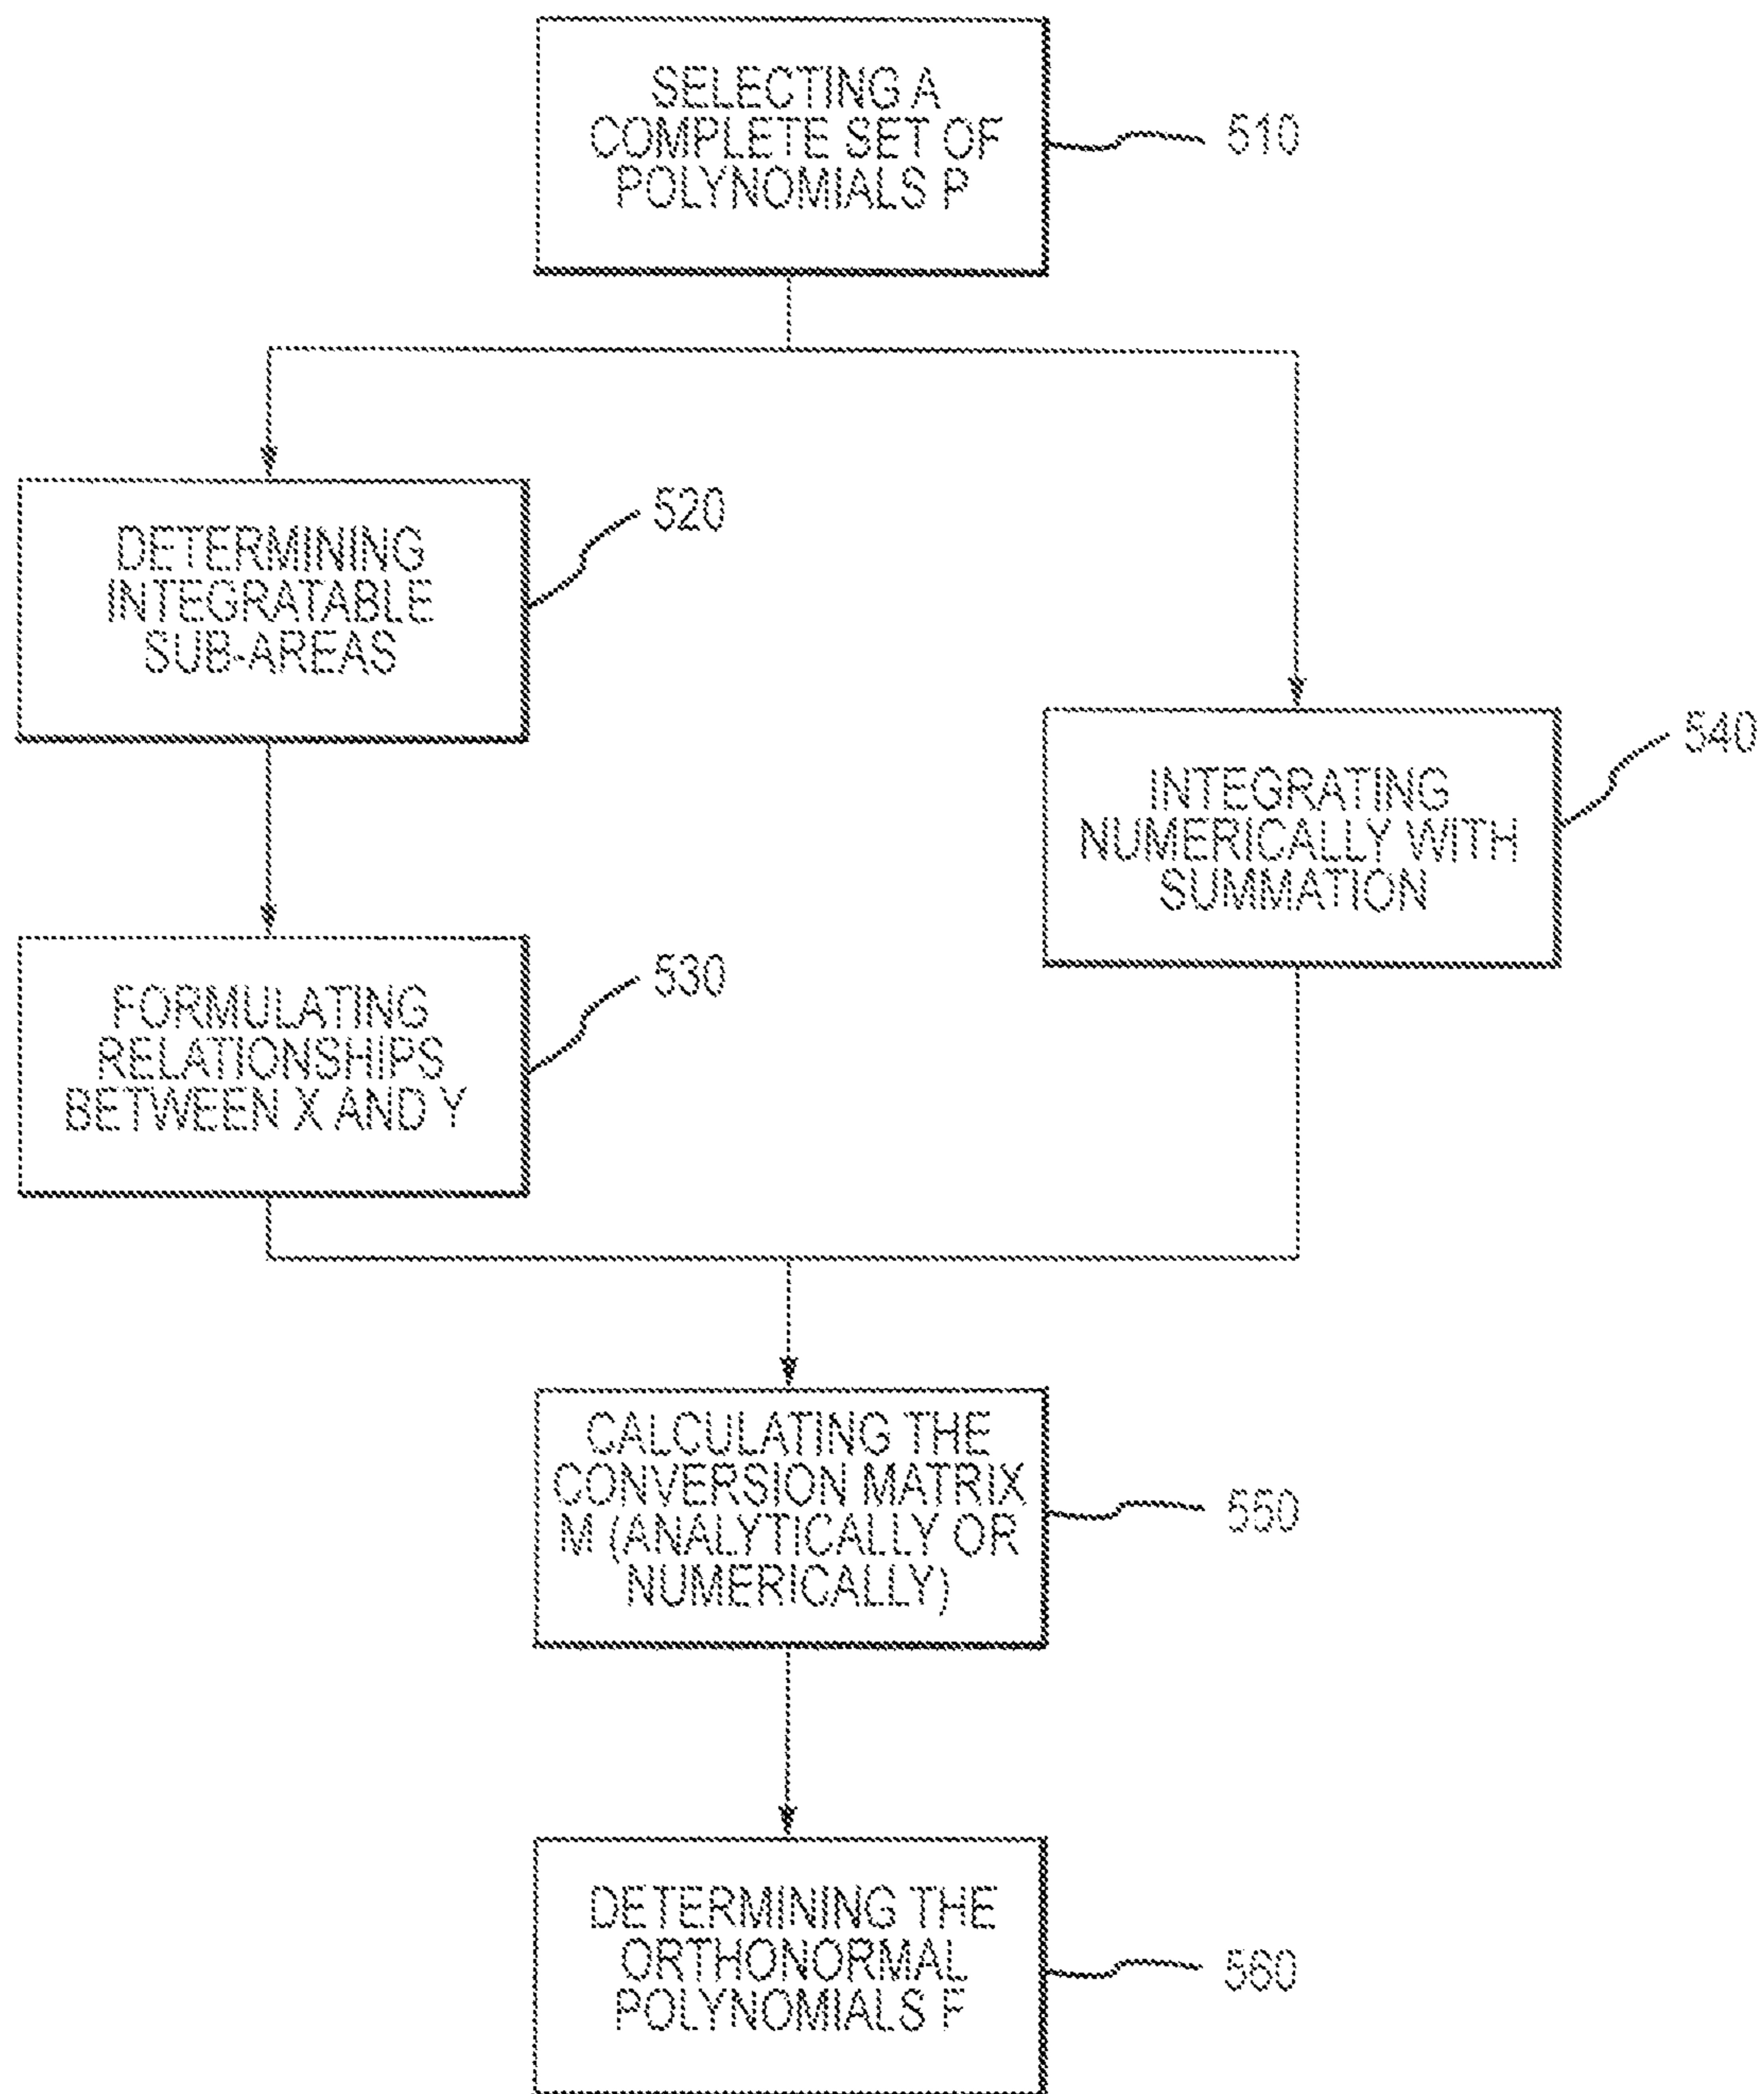 SELECTING A
COMPLETE SET OF
POLYNOMIALS P
510
DETERMINING
INTEGRATABLE
SUB-AREAS
520
INTEGRATING
NUMERICALLY WITH
SUMMATION
540
FORMULATING
RELATIONSHIPS
BETWEEN X AND Y
530
CALCULATING THE
CONVERSION MATRIX
M (ANALYTICALLY OR
NUMERICALLY)
550
DETERMINING THE
ORTHONORMAL
POLYNOMIALS F
560